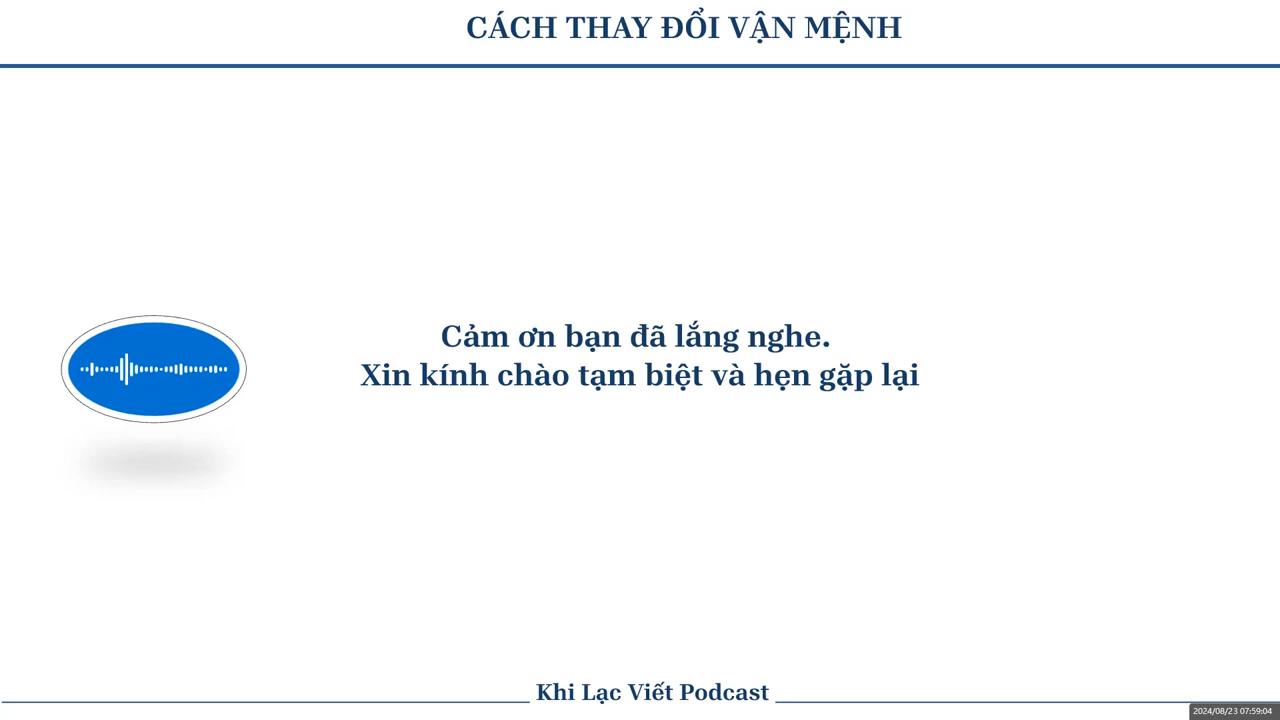 CÁCH THAY ĐỔI VẬN MỆNH
Cảm ơn bạn đã lắng nghe.
Xin kính chào tạm biệt và hẹn gặp lại
Khi Lạc Viết Podcast
2024/08/23 07:59:04